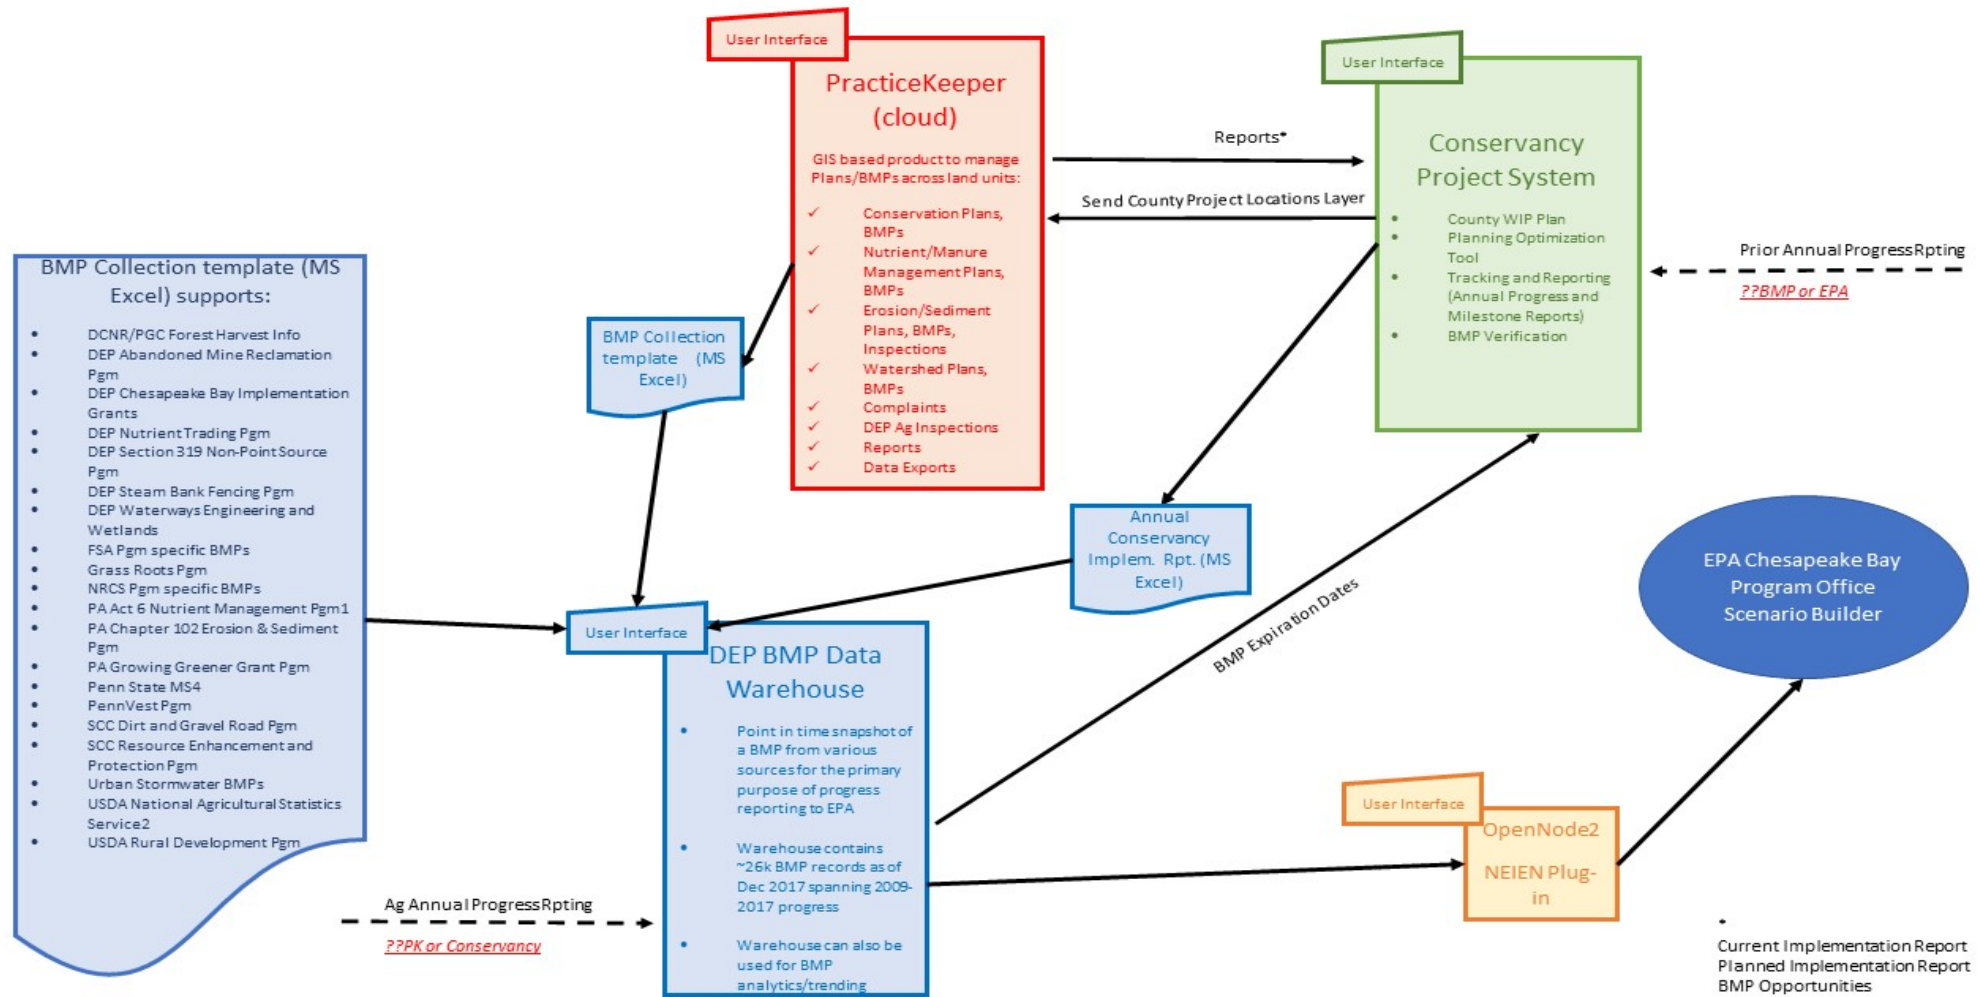 User Interface
PracticeKeeper
(cloud)
GIS based product to manage
Plans/BMPs across land units:
✓ Conservation Plans,
BMPs
✓ Nutrient/Manure
Management Plans,
BMPs
✓ Erosion/Sediment
Plans, BMPs,
Inspections
✓ Watershed Plans,
BMPs
✓ Complaints
✓ DEP Ag Inspections
✓ Reports
✓ Data Exports
Reports*
Send County Project Locations Layer
User Interface
Conservancy
Project System
• County WIP Plan
• Planning Optimization
Tool
• Tracking and Reporting
(Annual Progress and
Milestone Reports)
• BMP Verification
Prior Annual Progress Rpting
??BMP or EPA
BMP Collection template (MS
Excel) supports:
• DCNR/PGC Forest Harvest Info
• DEP Abandoned Mine Reclamation
Pgm
• DEP Chesapeake Bay Implementation
Grants
• DEP Nutrient Trading Pgm
• DEP Section 319 Non-Point Source
Pgm
• DEP Steam Bank Fencing Pgm
• DEP Waterways Engineering and
Wetlands
• FSA Pgm specific BMPs
• Grass Roots Pgm
• NRCS Pgm specific BMPs
• PA Act 6 Nutrient Management Pgm1
• PA Chapter 102 Erosion & Sediment
Pgm
• PA Growing Greener Grant Pgm
• Penn State MS4
• PennVest Pgm
• SCC Dirt and Gravel Road Pgm
• SCC Resource Enhancement and
Protection Pgm
• Urban Stormwater BMPs
• USDA National Agricultural Statistics
Service2
• USDA Rural Development Pgm
BMP Collection
template (MS
Excel)
Annual
Conservancy
Implem. Rpt. (MS
Excel)
User Interface
DEP BMP Data
Warehouse
• Point in time snapshot of
a BMP from various
sources for the primary
purpose of progress
reporting to EPA
• Warehouse contains
~26k BMP records as of
Dec 2017 spanning 2009-
2017 progress
• Warehouse can also be
used for BMP
analytics/trending
Ag Annual Progress Rpting
??PK or Conservancy
BMP Expiration Dates
EPA Chesapeake Bay
Program Office
Scenario Builder
User Interface
OpenNode2
NEIEN Plug-
in
*
Current Implementation Report
Planned Implementation Report
BMP Opportunities